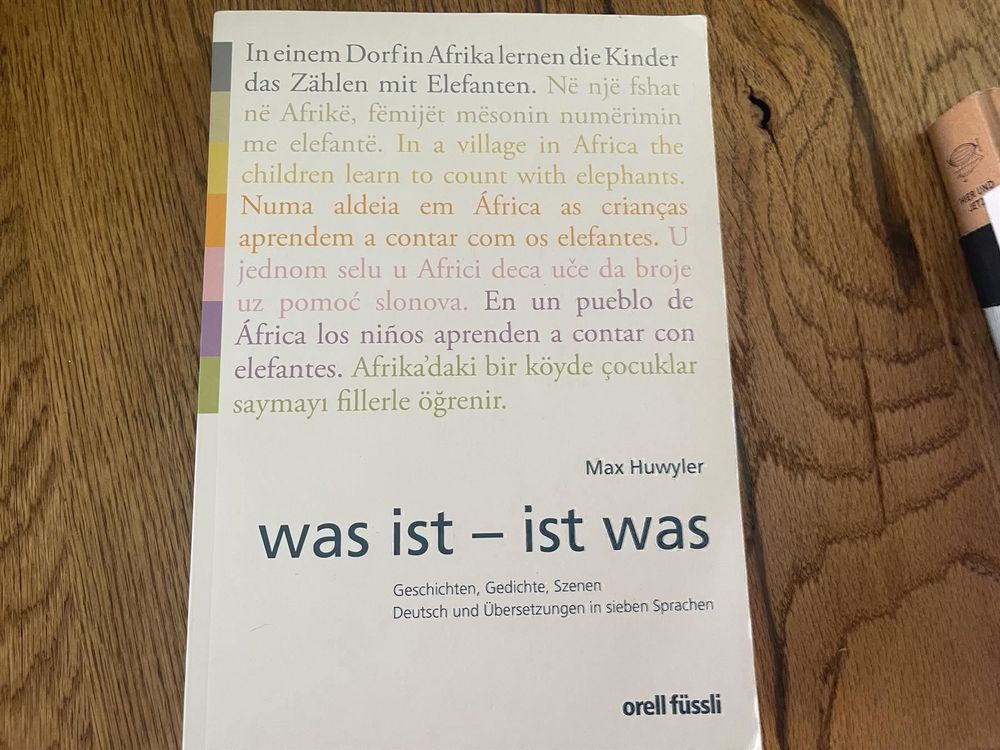 In einem Dorf in Afrika lernen die Kinder
das Zählen mit Elefanten. Në një fshat
në Afrikë, fëmijët mësonin numërimin
me elefantë. In a village in Africa the
children learn to count with elephants.
Numa aldeia em África as crianças
aprendem a contar com os elefantes. U
jednom selu u Africi deca uče da broje
uz pomoć slonova. En un pueblo de
África los niños aprenden a contar con
elefantes. Afrika'daki bir köyde çocuklar
saymayı fillerle öğrenir.
Max Huwyler
was ist – ist was
Geschichten, Gedichte, Szenen
Deutsch und Übersetzungen in sieben Sprachen
orell füssli
HIER UND
JETZT